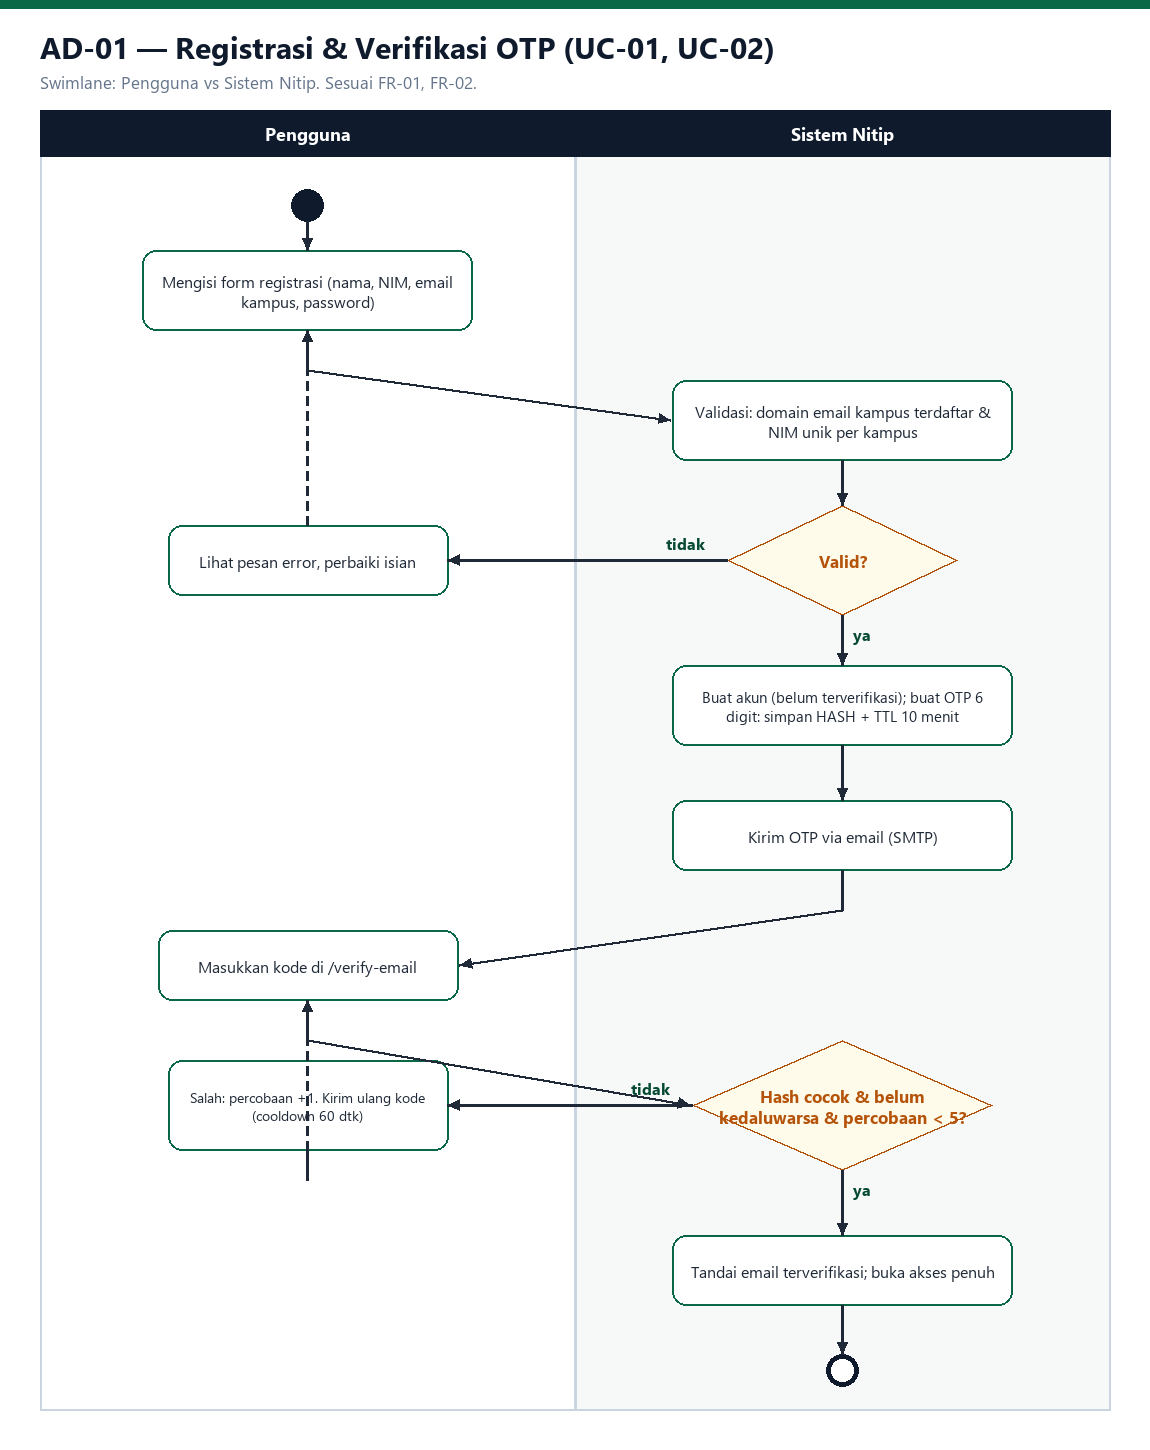 AD-01 — Registrasi & Verifikasi OTP (UC-01, UC-02)
Swimlane: Pengguna vs Sistem Nitip. Sesuai FR-01, FR-02.
Pengguna
Sistem Nitip
Mengisi form registrasi (nama, NIM, email
kampus, password)
Validasi: domain email kampus terdaftar &
NIM unik per kampus
tidak
Valid?
Lihat pesan error, perbaiki isian
ya
Buat akun (belum terverifikasi); buat OTP 6
digit: simpan HASH + TTL 10 menit
Kirim OTP via email (SMTP)
Masukkan kode di /verify-email
tidak
Hash cocok & belum
kedaluwarsa & percobaan < 5?
Salah: percobaan +1. Kirim ulang kode
(cooldown 60 dtk)
ya
Tandai email terverifikasi; buka akses penuh